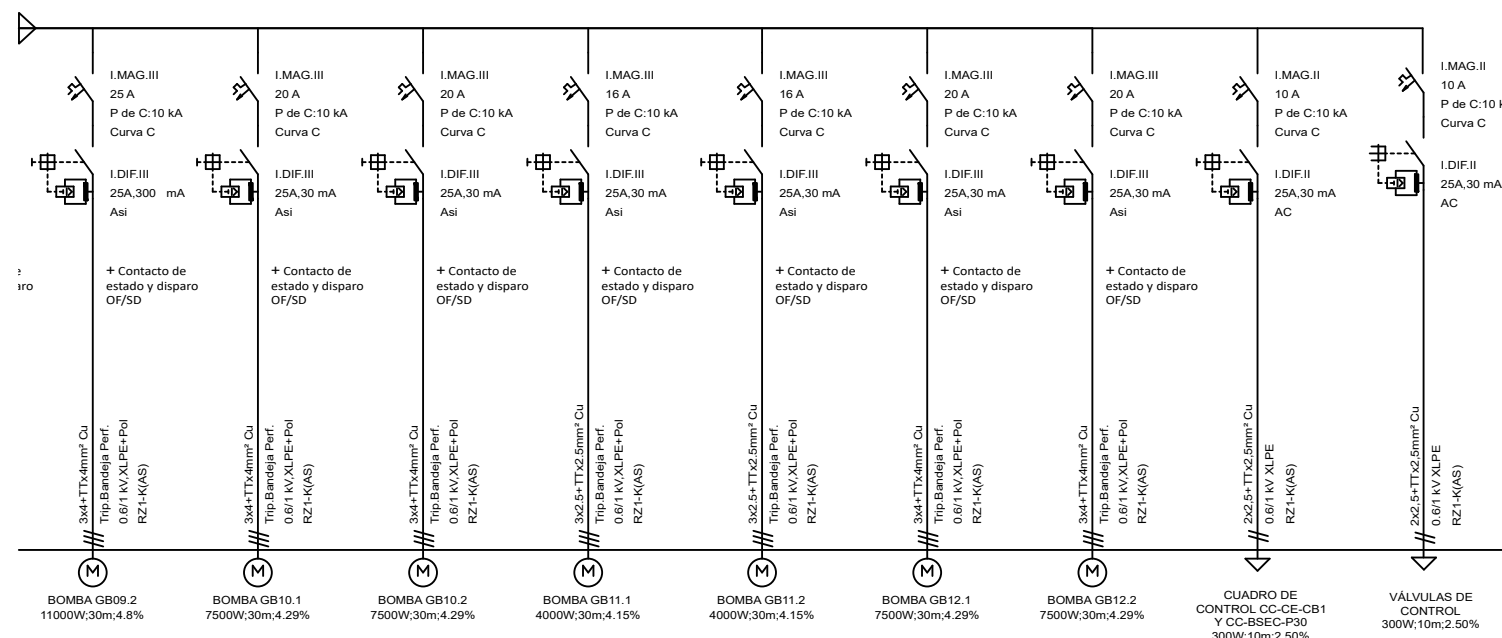 I.MAG.III
25 A
P de C:10 kA
Curva C
I.DIF.III
25A,300 mA
Asi
+ Contacto de
estado y disparo
OF/SD
3x4+TTx4mm² Cu
Trip.Bandeja Perf.
0.6/1 kV,XLPE+Pol
RZ1-K(AS)
M
BOMBA GB09.2
11000W;30m;4.8%
I.MAG.III
20 A
P de C:10 kA
Curva C
I.DIF.III
25A,30 mA
Asi
+ Contacto de
estado y disparo
OF/SD
3x4+TTx4mm² Cu
Trip.Bandeja Perf.
0.6/1 kV,XLPE+Pol
RZ1-K(AS)
M
BOMBA GB10.1
7500W;30m;4.29%
I.MAG.III
20 A
P de C:10 kA
Curva C
I.DIF.III
25A,30 mA
Asi
+ Contacto de
estado y disparo
OF/SD
3x4+TTx4mm² Cu
Trip.Bandeja Perf.
0.6/1 kV,XLPE+Pol
RZ1-K(AS)
M
BOMBA GB10.2
7500W;30m;4.29%
I.MAG.III
16 A
P de C:10 kA
Curva C
I.DIF.III
25A,30 mA
Asi
+ Contacto de
estado y disparo
OF/SD
3x2.5+TTx2.5mm² Cu
Trip.Bandeja Perf.
0.6/1 kV,XLPE+Pol
RZ1-K(AS)
M
BOMBA GB11.1
4000W;30m;4.15%
I.MAG.III
16 A
P de C:10 kA
Curva C
I.DIF.III
25A,30 mA
Asi
+ Contacto de
estado y disparo
OF/SD
3x2.5+TTx2.5mm² Cu
Trip.Bandeja Perf.
0.6/1 kV,XLPE+Pol
RZ1-K(AS)
M
BOMBA GB11.2
4000W;30m;4.15%
I.MAG.III
20 A
P de C:10 kA
Curva C
I.DIF.III
25A,30 mA
Asi
+ Contacto de
estado y disparo
OF/SD
3x4+TTx4mm² Cu
Trip.Bandeja Perf.
0.6/1 kV,XLPE+Pol
RZ1-K(AS)
M
BOMBA GB12.1
7500W;30m;4.29%
I.MAG.III
20 A
P de C:10 kA
Curva C
I.DIF.III
25A,30 mA
Asi
+ Contacto de
estado y disparo
OF/SD
3x4+TTx4mm² Cu
Trip.Bandeja Perf.
0.6/1 kV,XLPE+Pol
RZ1-K(AS)
M
BOMBA GB12.2
7500W;30m;4.29%
I.MAG.II
10 A
P de C:10 kA
Curva C
I.DIF.II
25A,30 mA
AC
2x2,5+TTx2,5mm² Cu
0.6/1 kV XLPE
RZ1-K(AS)
CUADRO DE
CONTROL CC-CE-CB1
Y CC-BSEC-P30
300W;10m;2.50%
I.MAG.II
10 A
P de C:10
Curva C
I.DIF.II
25A,30 mA
AC
2x2,5+TTx2,5mm² Cu
0.6/1 kV XLPE
RZ1-K(AS)
VÁLVULAS DE
CONTROL
300W;10m;2.50%